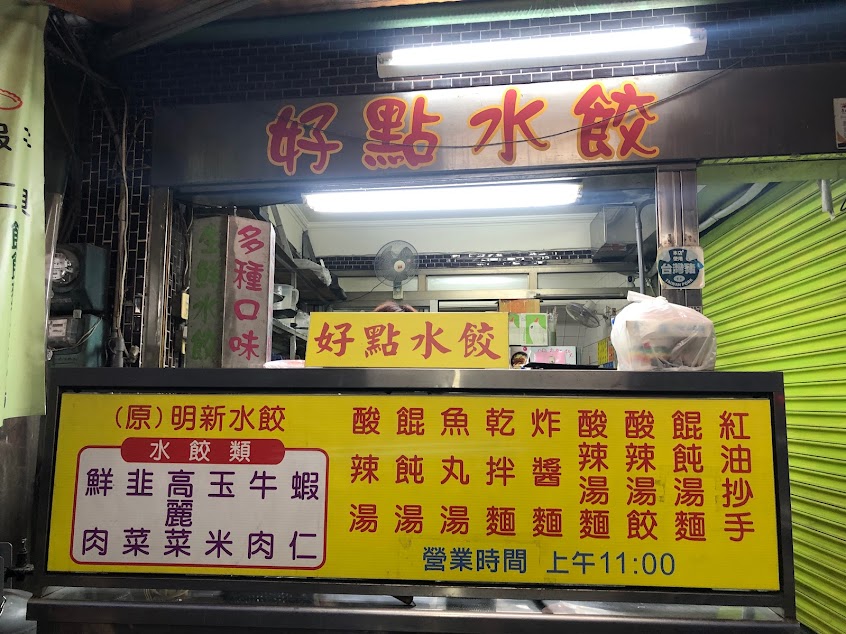 好點水餃
多種口味
本店使用
台灣豬
好點水餃
(原)明新水餃
水餃類
蝦仁
牛肉
玉米
高麗菜
韭菜
鮮肉
紅油抄手
餛飩湯麵
酸辣湯餃
酸辣湯麵
炸醬麵
乾拌麵
魚丸湯
餛飩湯
酸辣湯
營業時間 上午11:00